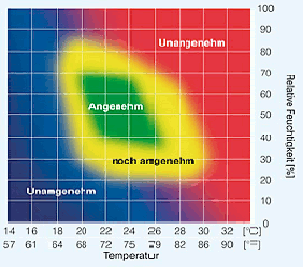 100
90
80
70
60
50
40
30
20
10
0
Relative Feuchtigkeit [%]
Unangenehm
Angenehm
noch angenehm
Unangenehm
14 16 18 20 22 24 26 28 30 32 [°C]
57 61 64 68 72 75 79 82 86 90 [°F]
Temperatur